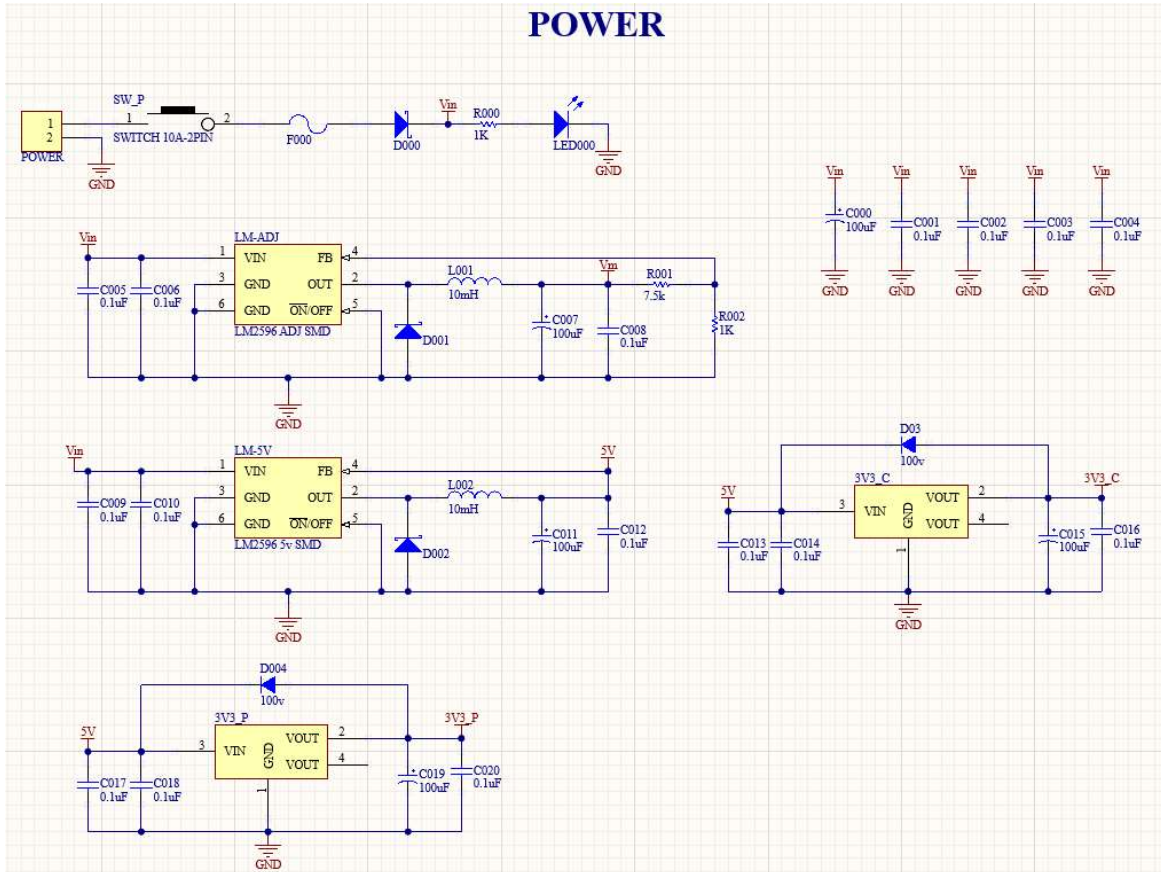 POWER
SW_P
1
2
1
2
POWER
SWITCH 10A-2PIN
GND
F000
D000
Vin
R000
1K
LED000
GND
Vin
C000
100uF
GND
Vin
C001
0.1uF
GND
Vin
C002
0.1uF
GND
Vin
C003
0.1uF
GND
Vin
C004
0.1uF
GND
Vin
C005
0.1uF
C006
0.1uF
LM-ADJ
1
3
6
VIN
GND
GND
FB
OUT
ON/OFF
4
2
5
LM2596 ADJ SMD
L001
10mH
D001
C007
100uF
C008
0.1uF
R001
7.5k
R002
1K
GND
Vin
C009
0.1uF
C010
0.1uF
LM-5V
1
3
6
VIN
GND
GND
FB
OUT
ON/OFF
4
2
5
LM2596 5v SMD
L002
10mH
D002
5V
C011
100uF
C012
0.1uF
GND
D03
100v
5V
C013
0.1uF
C014
0.1uF
3V3_C
3
VIN
GND
1
VOUT
VOUT
2
4
3V3_C
C015
100uF
C016
0.1uF
GND
D004
100v
5V
C017
0.1uF
C018
0.1uF
3V3_P
3
VIN
GND
1
VOUT
VOUT
2
4
3V3_P
C019
100uF
C020
0.1uF
GND